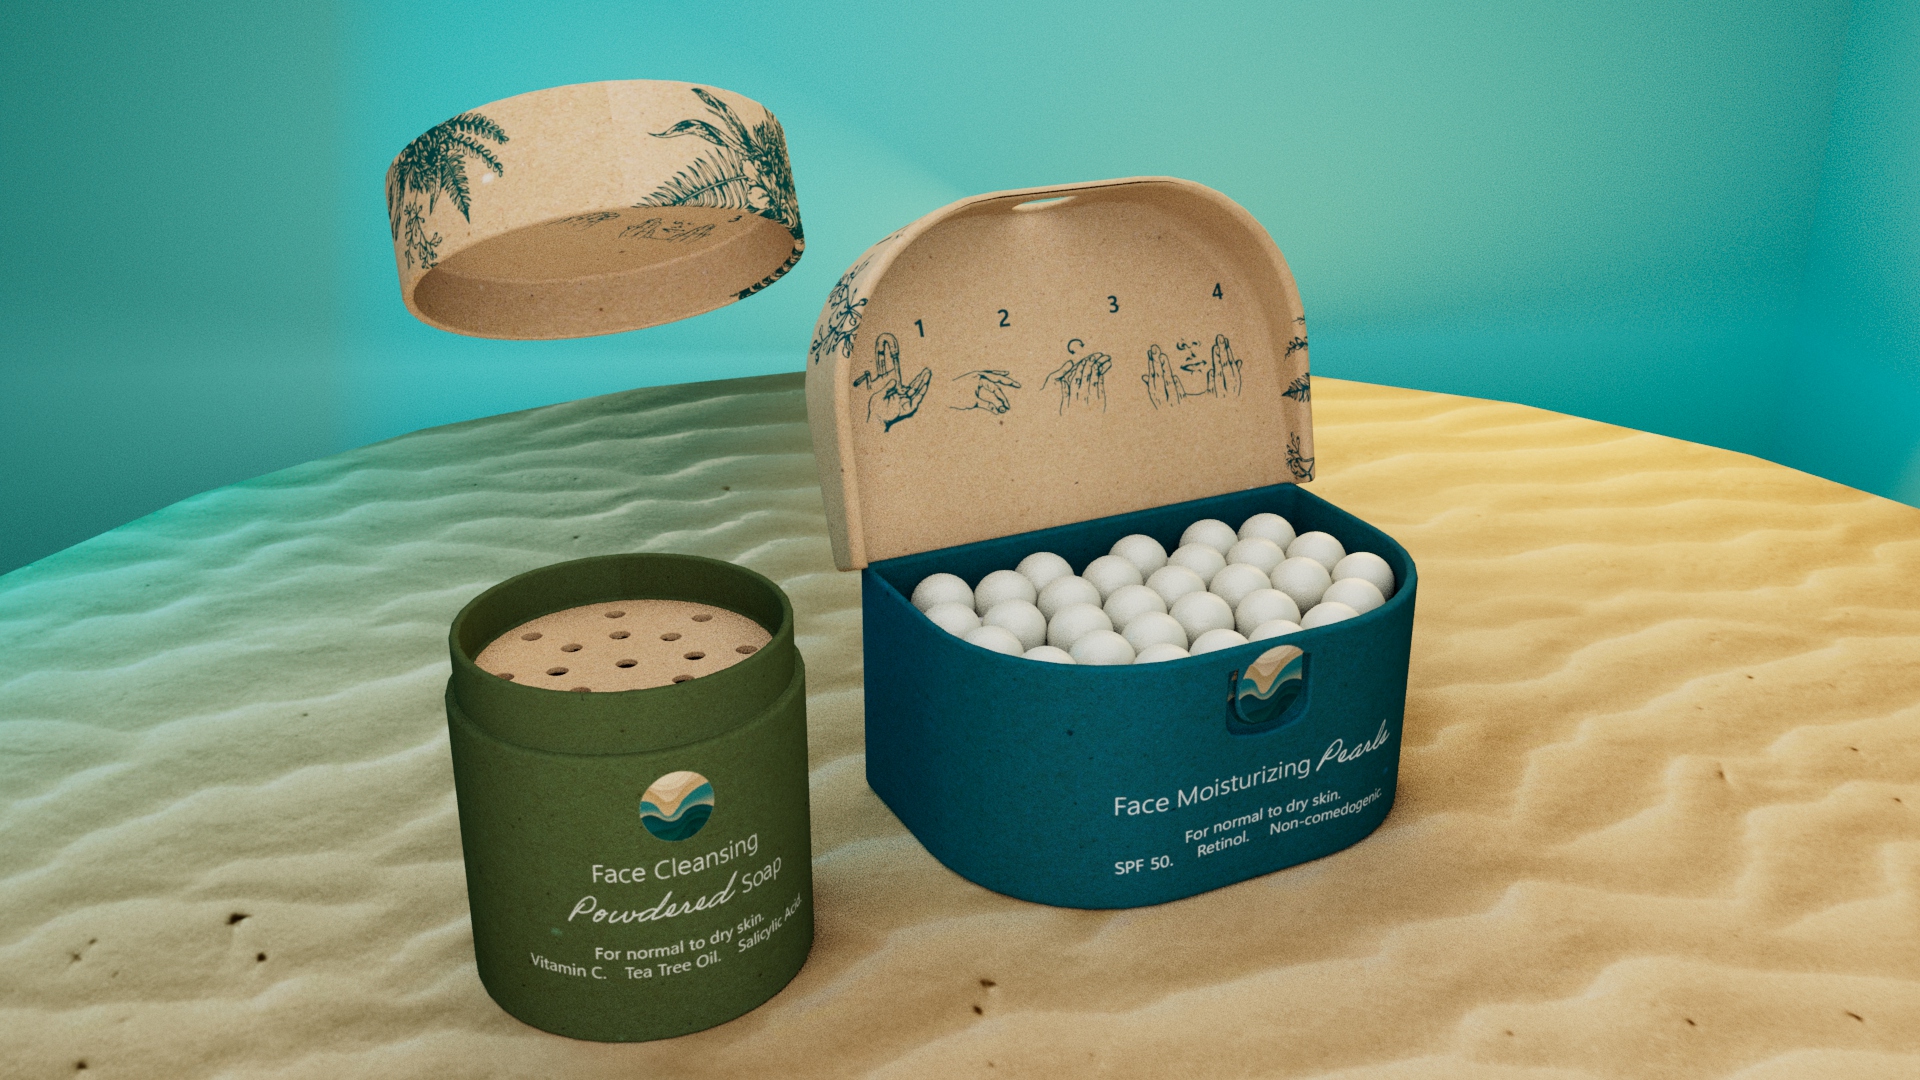 3
1 2 3 4
Face Moisturizing Pearls
For normal to dry skin.
SPF 50. Retinol. Non-comedogenic.
Face Cleansing
Powdered Soap
For normal to dry skin.
Vitamin C. Tea Tree Oil. Salicylic Acid.